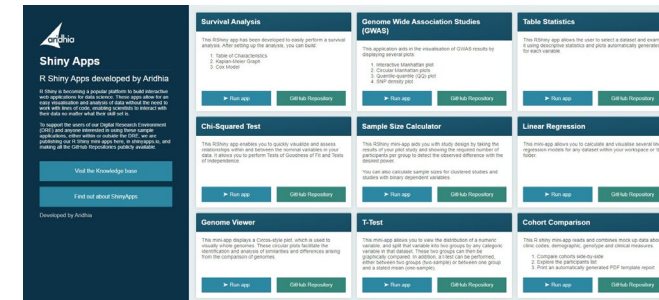 aridhia
Shiny Apps
R Shiny Apps developed by Aridhia
R Shiny is becoming a popular platform to build interactive
web applications for data science. These apps allow for an
easy visualisation and analysis of data without the need to
work with lines of code, enabling scientists to interact with
their data no matter what their skill set is.
To support the users of our Digital Research Environment
(DRE) and anyone interested in using these sample
applications, either within or outside the DRE, we are
publishing our R Shiny mini-apps here, in shinyapps.io, and
making all the GitHub Repositories publicly available.
Visit the Knowledge base
Find out about ShinyApps
Developed by Aridhia
Survival Analysis
This RShiny app has been developed to easily perform a survival
analysis. After setting up the analysis, you can build:
1. Table of Characteristics
2. Kaplan-Meier Graph
3. Cox Model
Run app
GitHub Repository
Genome Wide Association Studies
(GWAS)
This application aids in the visualisation of GWAS results by
displaying several plots:
1. Interactive Manhattan plot
2. Circular Manhattan plots
3. Quantile-quantile (QQ) plot
4. SNP density plot
Run app
GitHub Repository
Table Statistics
This RShiny app allows the user to select a dataset and exam
it using descriptive statistics and plots automatically generated
for each variable.
Run app
GitHub Repository
Chi-Squared Test
This RShiny app enables you to quickly visualize and assess
relationships within and between the nominal variables in your
data. It allows you to perform Tests of Goodness of Fit and Tests
of Independence.
Run app
GitHub Repository
Sample Size Calculator
This RShiny mini-app aids you with study design by taking the
results of your pilot study and showing the required number of
participants per group to detect the observed difference with the
desired power.
You can also calculate sample sizes for clustered studies and
studies with binary dependent variables.
Run app
GitHub Repository
Linear Regression
This mini-app allows you to calculate and visualise several line
regression models for any dataset within your workspace or
folder.
Run app
GitHub Repository
Genome Viewer
This mini-app displays a Circos-style plot, which is used to
visually whole genomes. These circular plots facilitate the
identification and analysis of similarities and differences arising
from the comparison of genomes.
Run app
GitHub Repository
T-Test
This mini-app allows you to view the distribution of a numeric
variable, and split that variable into two groups by any categoric
variable in that dataset. These two groups can then be
graphically compared. In addition, a t-test can be performed,
either between two groups (two-sample) or between one group
and a stated mean (one-sample).
Run app
GitHub Repository
Cohort Comparison
This R shiny mini-app reads and combines mock up data abo
clinic codes, demographic, genotype and clinical measures.
1. Compare cohorts side-by-side
2. Explore the participants list
3. Print an automatically generated PDF template report
Run app
GitHub Repository